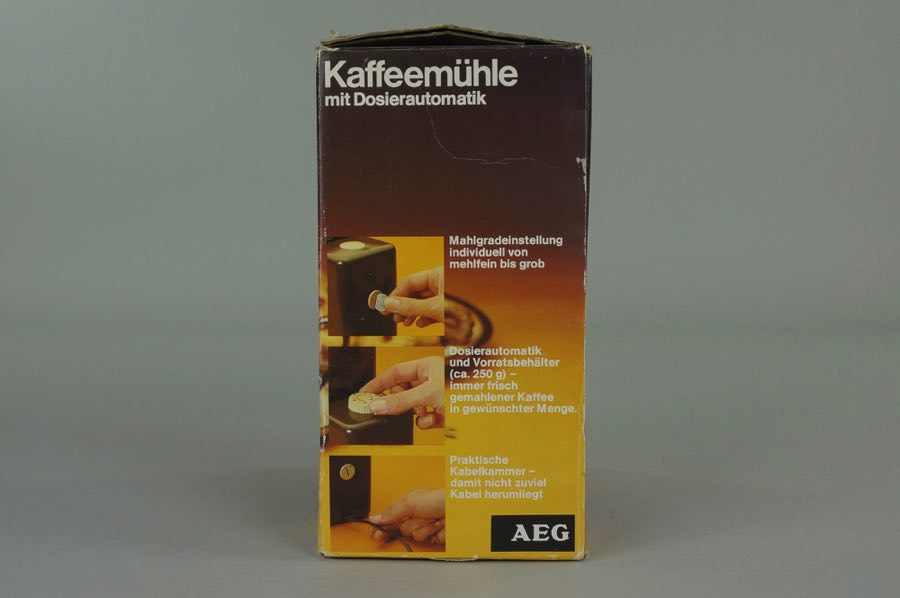 Kaffeemühle
mit Dosierautomatik
Mahlgradeinstellung
individuell von
mehlfein bis grob
Dosierautomatik
und Vorratsbehälter
(ca. 250 g) –
immer frisch
gemahlener Kaffee
in gewünschter Menge.
Praktische
Kabelkammer –
damit nicht zuviel
Kabel herumliegt
AEG